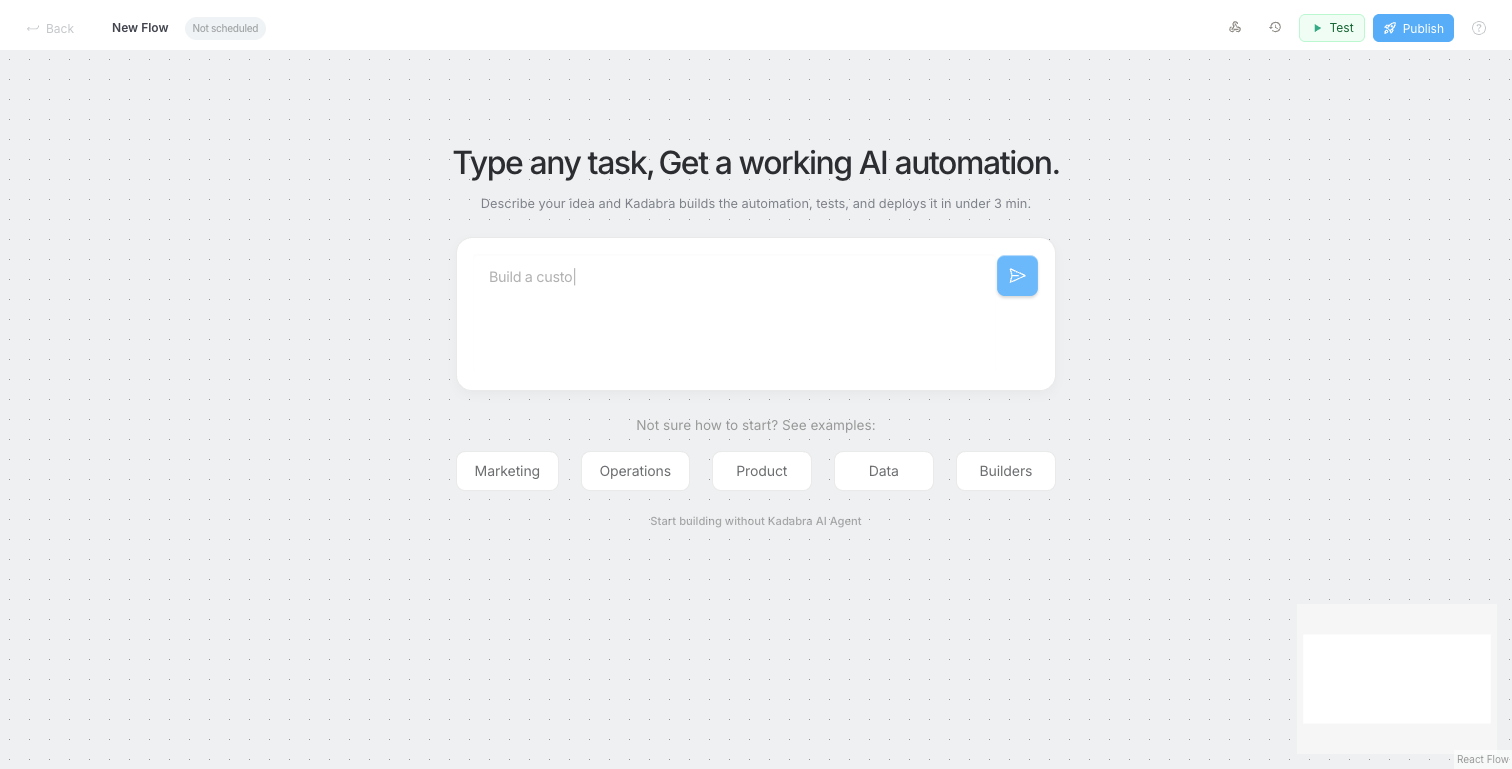 Back
New Flow
Not scheduled
Test
Publish
Type any task, Get a working AI automation.
Describe your idea and Kadabra builds the automation, tests, and deploys it in under 3 min.
Build a custo
Not sure how to start? See examples:
Marketing
Operations
Product
Data
Builders
Start building without Kadabra AI Agent
React Flow